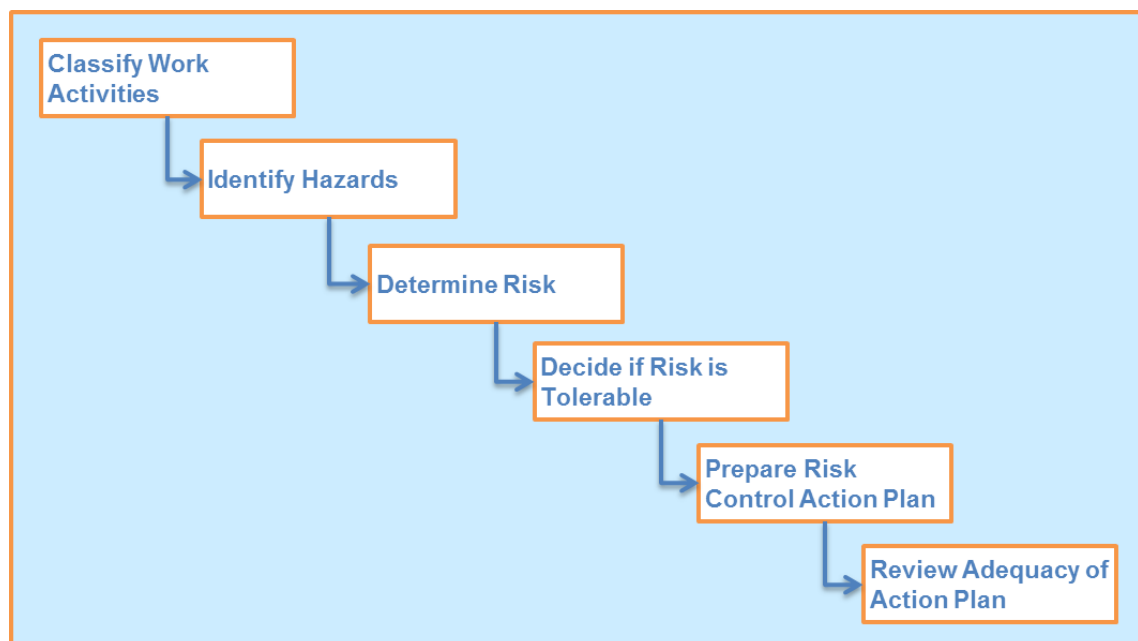 Classify Work
Activities
Identify Hazards
Determine Risk
Decide if Risk is
Tolerable
Prepare Risk
Control Action Plan
Review Adequacy of
Action Plan